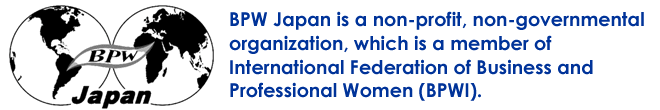 BPW
Japan
BPW Japan is a non-profit, non-governmental
organization, which is a member of
International Federation of Business and
Professional Women (BPWI).